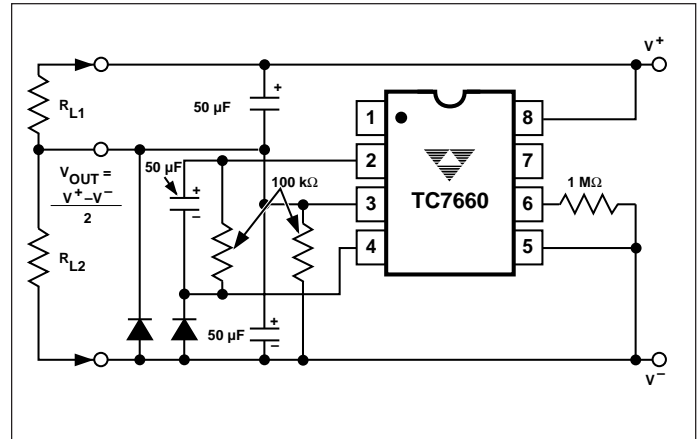 V+
+
50 µF
RL1
1
8
VOUT =
V+–V–
2
50 µF
+
–
2
7
100 kΩ
TC7660
3
6
1 MΩ
+
4
5
RL2
50 µF
+
–
V–